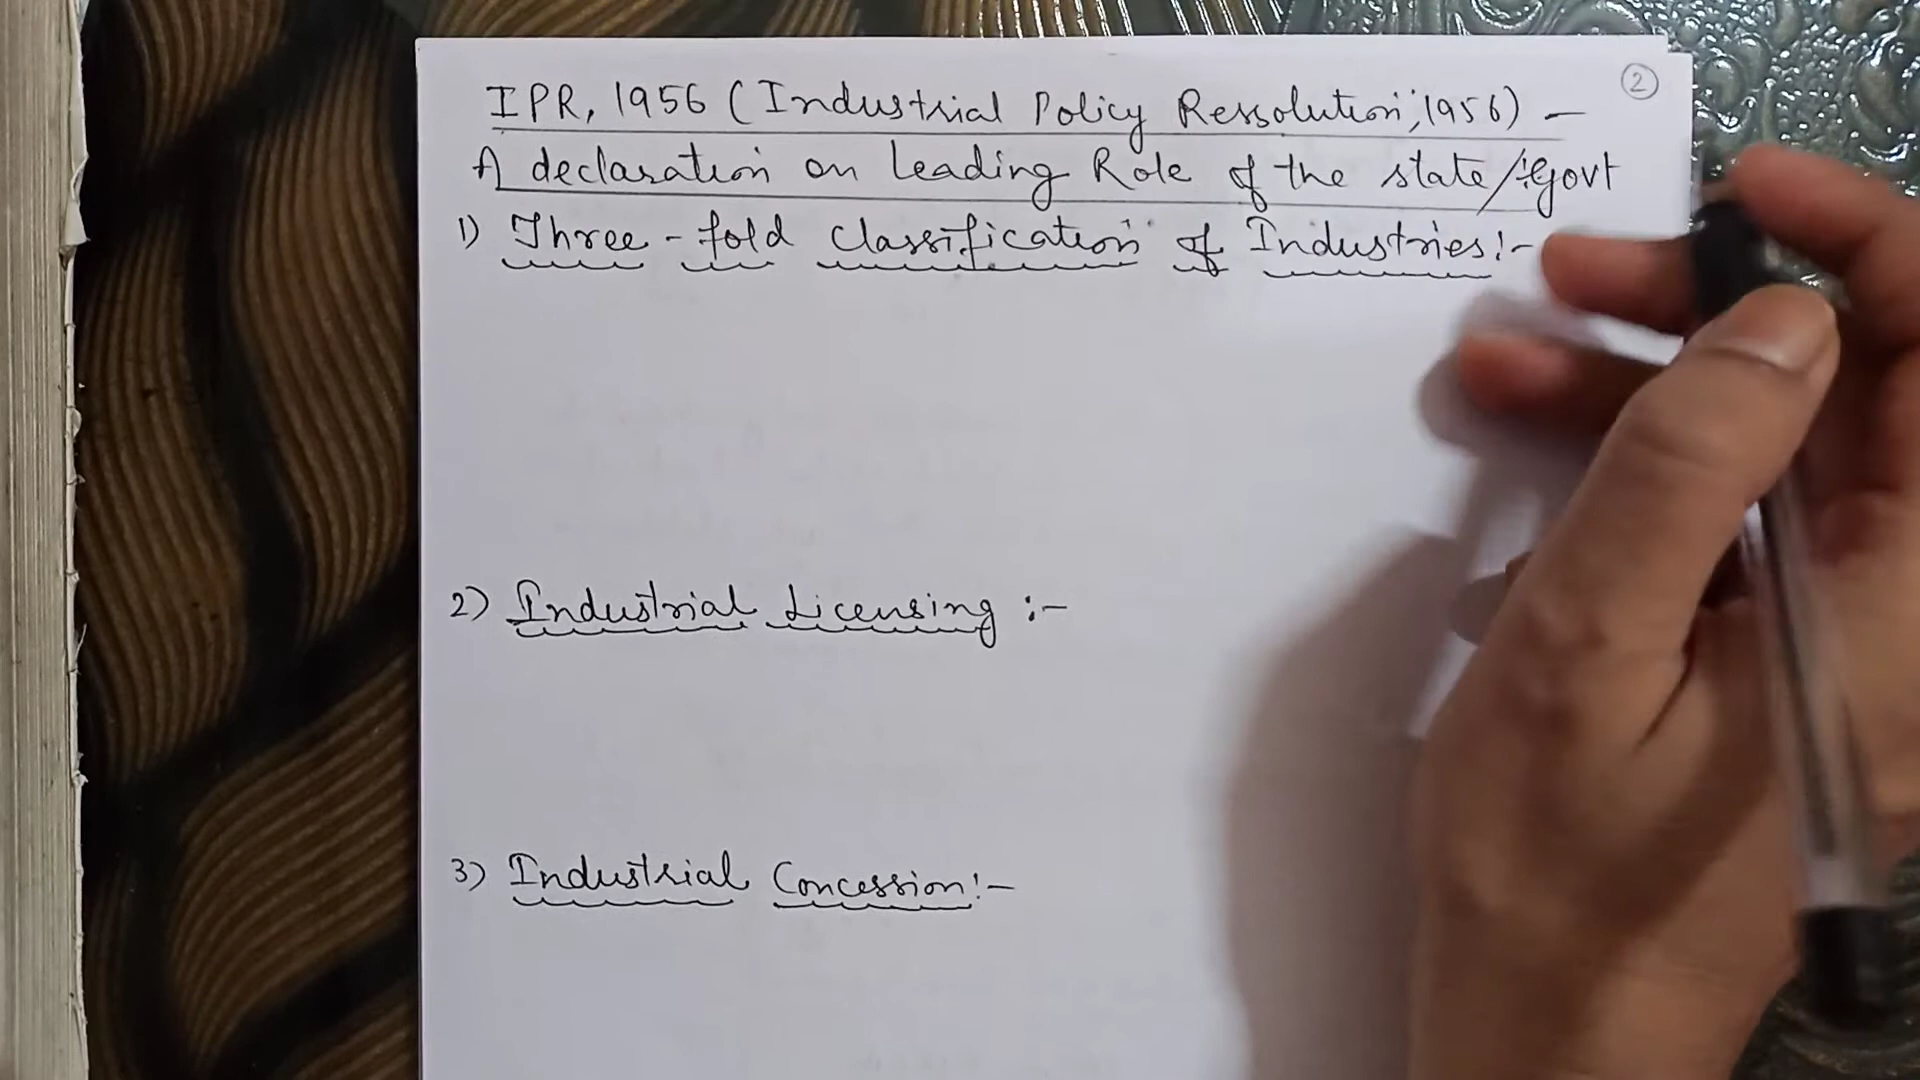 2
IPR, 1956 (Industrial Policy Ressolution, 1956) —
A declaration on Leading Role of the state/Govt
1) Three-fold Classification of Industries:-
2) Industrial Licensing :-
3) Industrial Concession:-